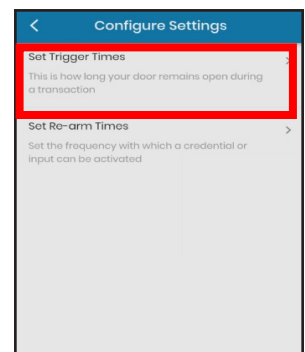 Configure Settings
Set Trigger Times
This is how long your door remains open during
a transaction
Set Re-arm Times
Set the frequency with which a credential or
input can be activated